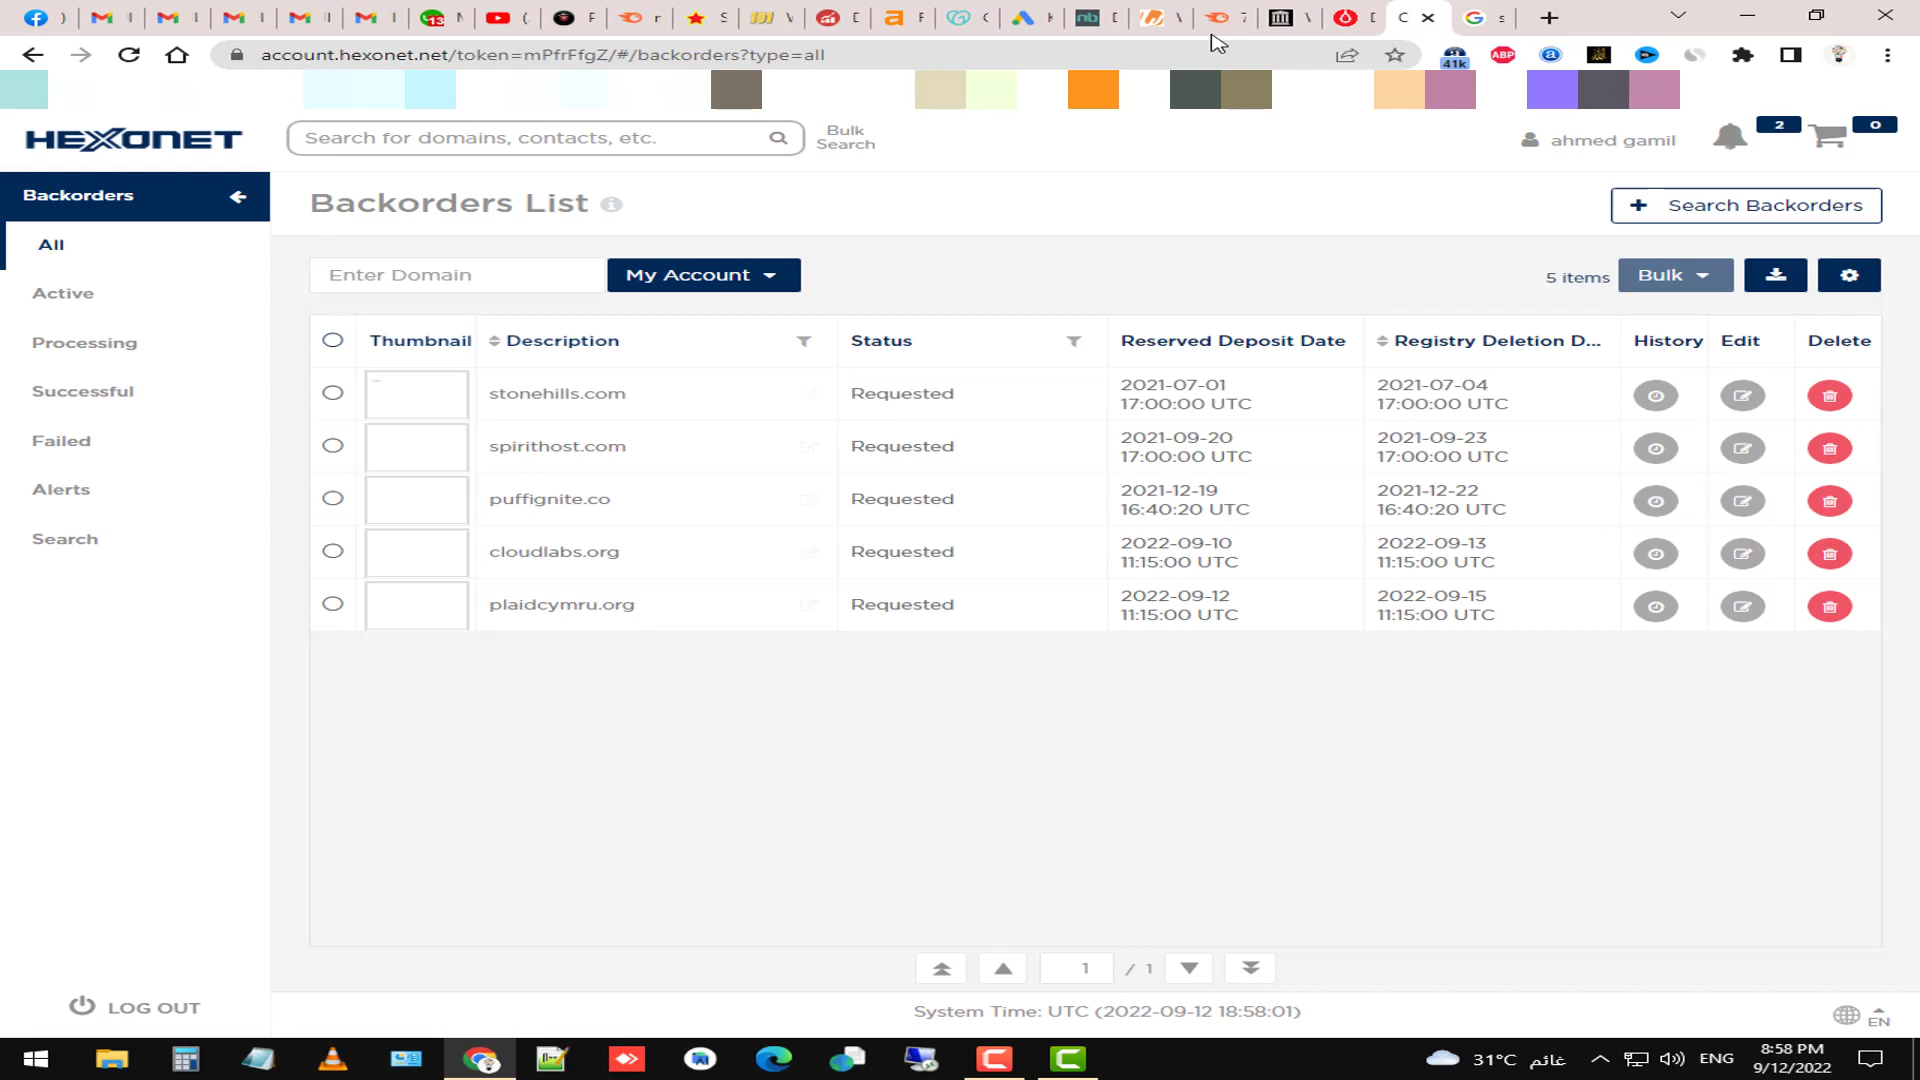 account.hexonet.net/token=mPfrFfgZ/#/backorders?type=all
41k
ABP
13
HEXONET
Search for domains, contacts, etc.
Bulk
Search
ahmed gamil
2
0
Backorders
All
Active
Processing
Successful
Failed
Alerts
Search
LOG OUT
Backorders List
Search Backorders
Enter Domain
My Account
5 items
Bulk
Thumbnail Description Status Reserved Deposit Date Registry Deletion D... History Edit Delete
stonehills.com Requested 2021-07-01 17:00:00 UTC 2021-07-04 17:00:00 UTC
spirithost.com Requested 2021-09-20 17:00:00 UTC 2021-09-23 17:00:00 UTC
puffignite.co Requested 2021-12-19 16:40:20 UTC 2021-12-22 16:40:20 UTC
cloudlabs.org Requested 2022-09-10 11:15:00 UTC 2022-09-13 11:15:00 UTC
plaidcymru.org Requested 2022-09-12 11:15:00 UTC 2022-09-15 11:15:00 UTC
1 / 1
System Time: UTC (2022-09-12 18:58:01)
EN
31°C غائم
ENG
8:58 PM
9/12/2022